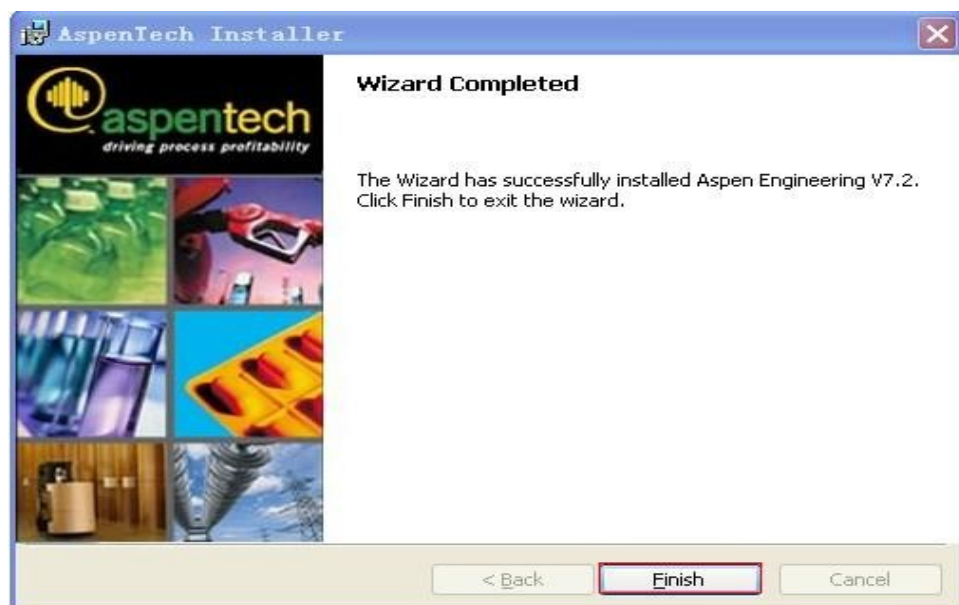 AspenTech Installer
aspentech
driving process profitability
Wizard Completed
The Wizard has successfully installed Aspen Engineering V7.2.
Click Finish to exit the wizard.
< Back
Finish
Cancel